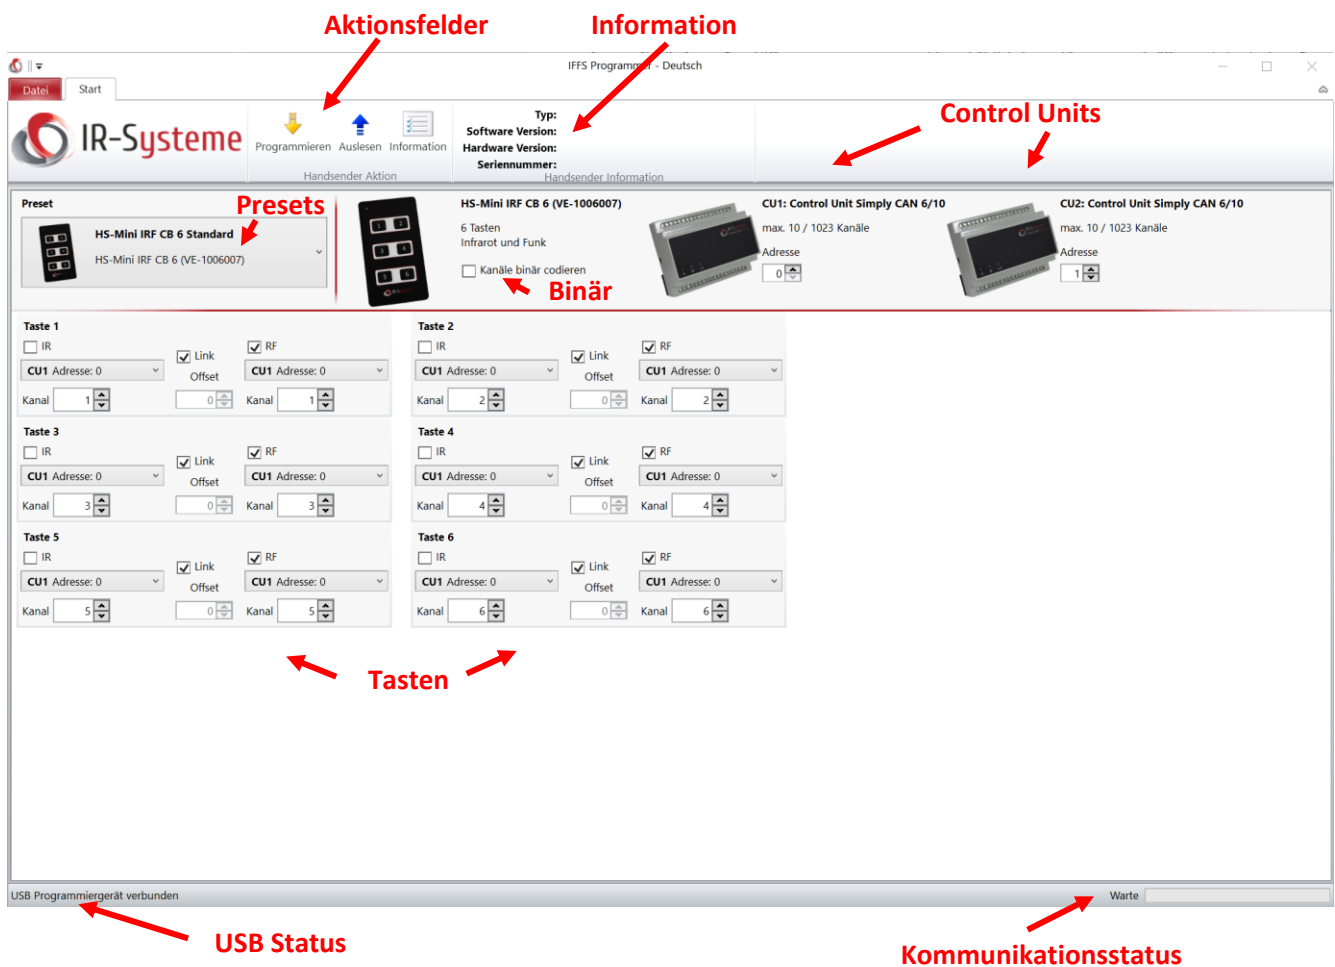 Aktionsfelder
Information
IFFS Programmer - Deutsch
Datei
Start
IR-Systeme
Programmieren
Auslesen
Information
Handsender Aktion
Typ:
Software Version:
Hardware Version:
Seriennummer:
Handsender Information
Control Units
Preset
Presets
HS-Mini IRF CB 6 Standard
HS-Mini IRF CB 6 (VE-1006007)
HS-Mini IRF CB 6 (VE-1006007)
6 Tasten
Infrarot und Funk
Kanäle binär codieren
Binär
CU1: Control Unit Simply CAN 6/10
max. 10 / 1023 Kanäle
Adresse
0
CU2: Control Unit Simply CAN 6/10
max. 10 / 1023 Kanäle
Adresse
1
Taste 1
IR
Link
RF
CU1 Adresse: 0
Offset
CU1 Adresse: 0
Kanal 1
0
Kanal 1
Taste 2
IR
Link
RF
CU1 Adresse: 0
Offset
CU1 Adresse: 0
Kanal 2
0
Kanal 2
Taste 3
IR
Link
RF
CU1 Adresse: 0
Offset
CU1 Adresse: 0
Kanal 3
0
Kanal 3
Taste 4
IR
Link
RF
CU1 Adresse: 0
Offset
CU1 Adresse: 0
Kanal 4
0
Kanal 4
Taste 5
IR
Link
RF
CU1 Adresse: 0
Offset
CU1 Adresse: 0
Kanal 5
0
Kanal 5
Taste 6
IR
Link
RF
CU1 Adresse: 0
Offset
CU1 Adresse: 0
Kanal 6
0
Kanal 6
Tasten
USB Programmiergerät verbunden
Warte
USB Status
Kommunikationsstatus